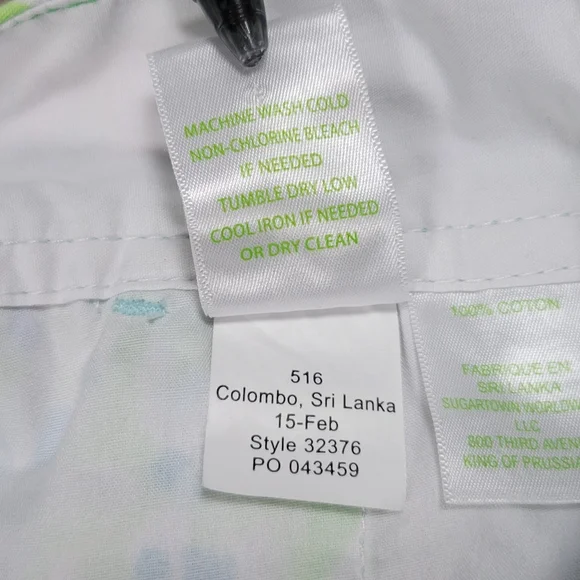 MACHINE WASH COLD
NON-CHLORINE BLEACH
IF NEEDED
TUMBLE DRY LOW
COOL IRON IF NEEDED
OR DRY CLEAN
516
Colombo, Sri Lanka
15-Feb
Style 32376
PO 043459
100% COTON
FABRIQUE EN
SRI LANKA
SUGARTOWN WORLDW
LLC
800 THIRD AVEN
KING OF PRUSSI